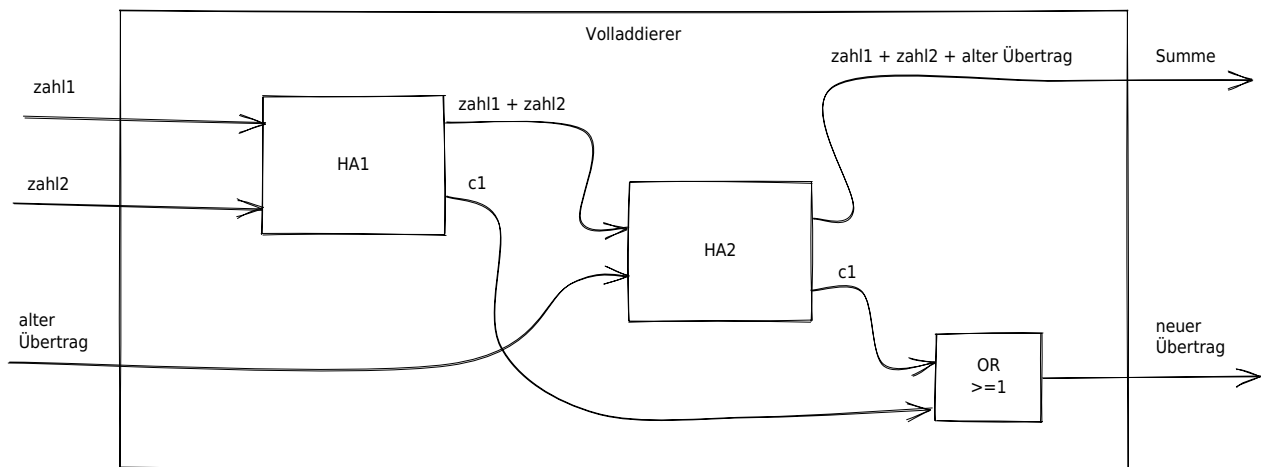 Volladdierer
zahl1 + zahl2 + alter Übertrag
Summe
zahl1
zahl1 + zahl2
HA1
zahl2
c1
HA2
c1
alter
Übertrag
neuer
Übertrag
OR
>=1